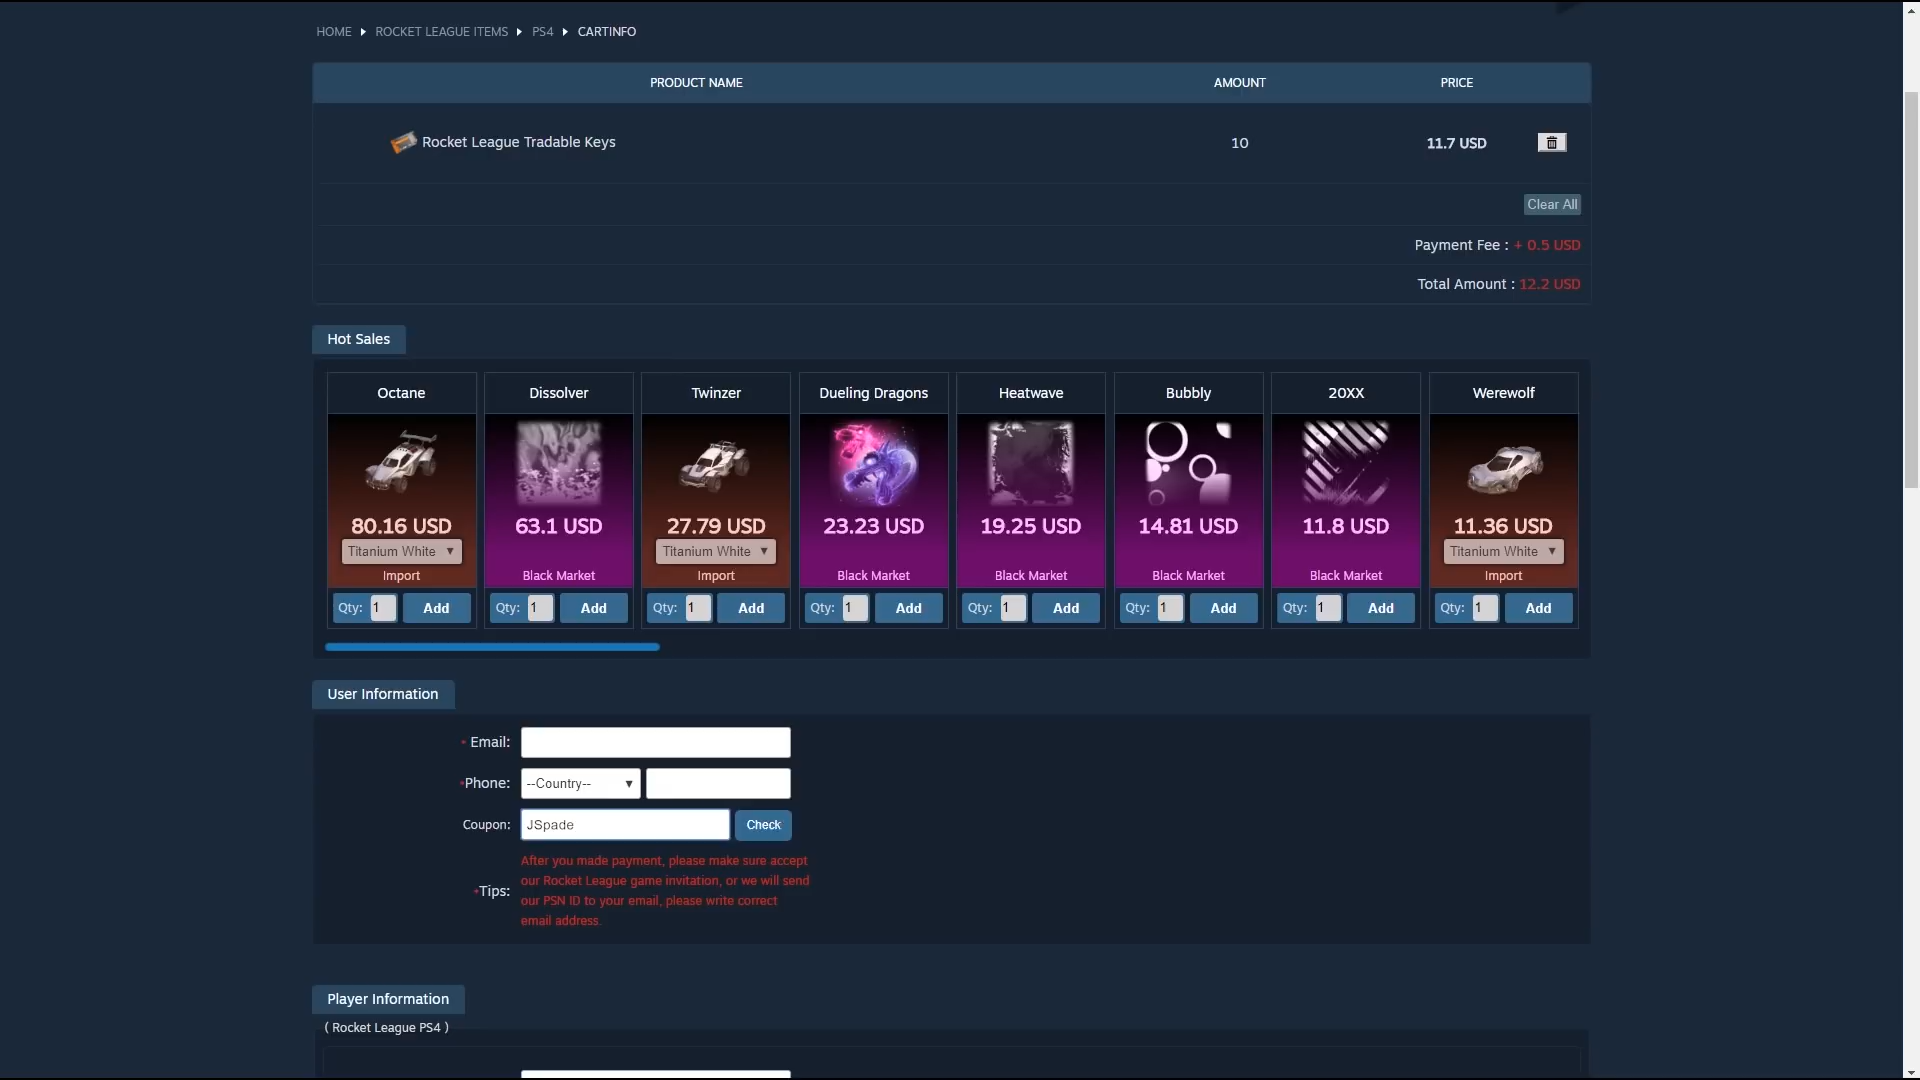 HOME ROCKET LEAGUE ITEMS PS4 CARTINFO
PRODUCT NAME AMOUNT PRICE
Rocket League Tradable Keys 10 11.7 USD
Clear All
Payment Fee : + 0.5 USD
Total Amount : 12.2 USD
Hot Sales
Octane Dissolver Twinzer Dueling Dragons Heatwave Bubbly 20XX Werewolf
80.16 USD 63.1 USD 27.79 USD 23.23 USD 19.25 USD 14.81 USD 11.8 USD 11.36 USD
Titanium White Titanium White Titanium White
Import Black Market Import Black Market Black Market Black Market Black Market Import
Qty: 1 Add Qty: 1 Add Qty: 1 Add Qty: 1 Add Qty: 1 Add Qty: 1 Add Qty: 1 Add Qty: 1 Add
User Information
* Email:
*Phone: --Country--
Coupon: JSpade Check
*Tips: After you made payment, please make sure accept
our Rocket League game invitation, or we will send
our PSN ID to your email, please write correct
email address.
Player Information
( Rocket League PS4 )